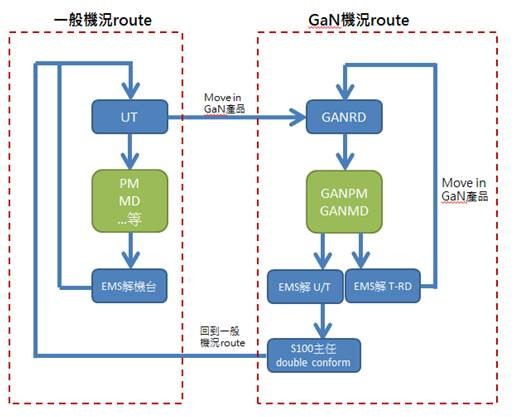 一般機況route
GaN機況route
UT
Move in
GaN產品
GANRD
PM
MD
...等
GANPM
GANMD
Move in
GaN產品
EMS解機台
EMS解 U/T
EMS解 T-RD
回到一般
機況route
S100主任
double conform